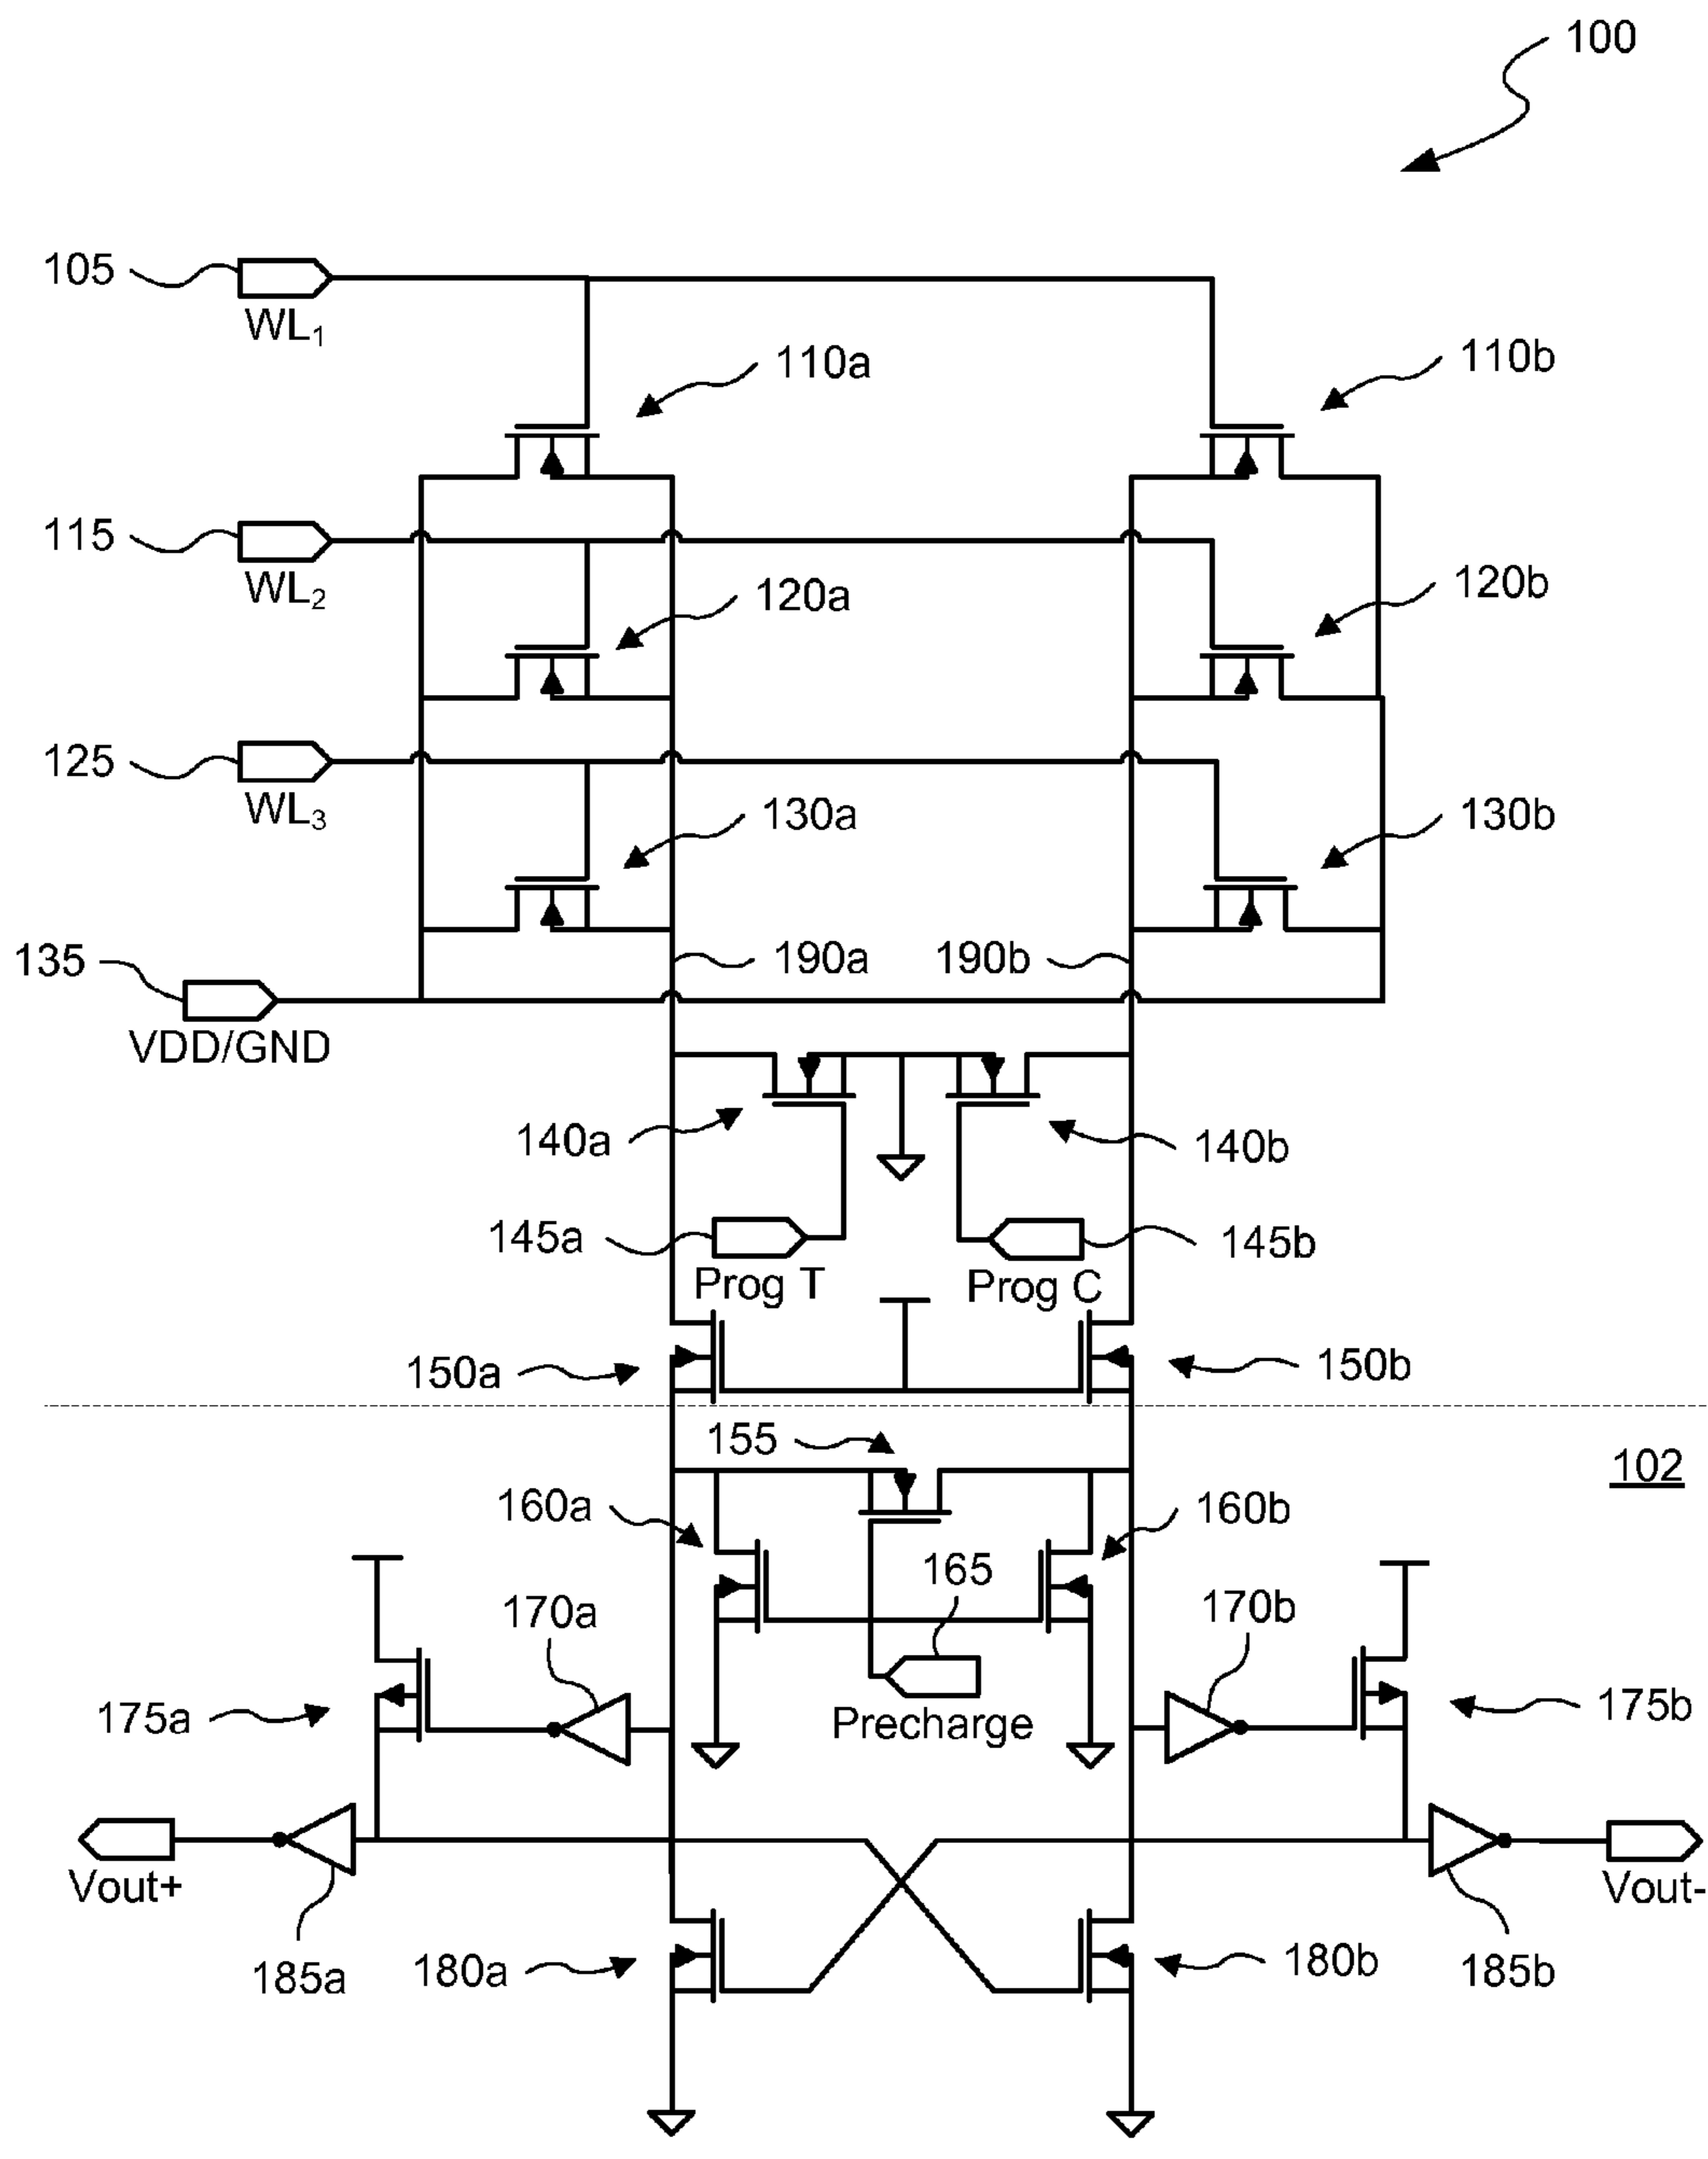 100
105
WL₁
110a
110b
115
WL₂
120a
120b
125
WL₃
130a
130b
135
190a
190b
VDD/GND
140a
140b
145a
145b
Prog T
Prog C
150a
150b
155
102
160a
160b
165
170a
170b
175a
175b
Precharge
Vout+
Vout-
185a
180a
180b
185b